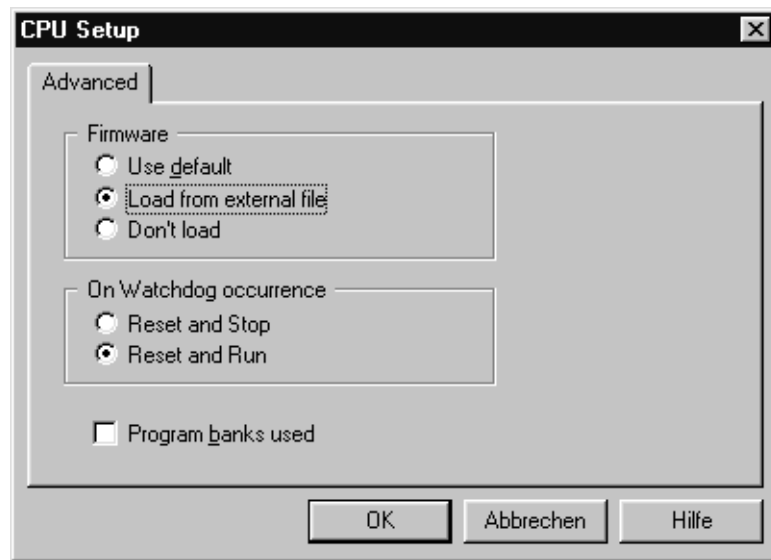 CPU Setup
Advanced
Firmware
Use default
Load from external file
Don't load
On Watchdog occurrence
Reset and Stop
Reset and Run
Program banks used
OK Abbrechen Hilfe